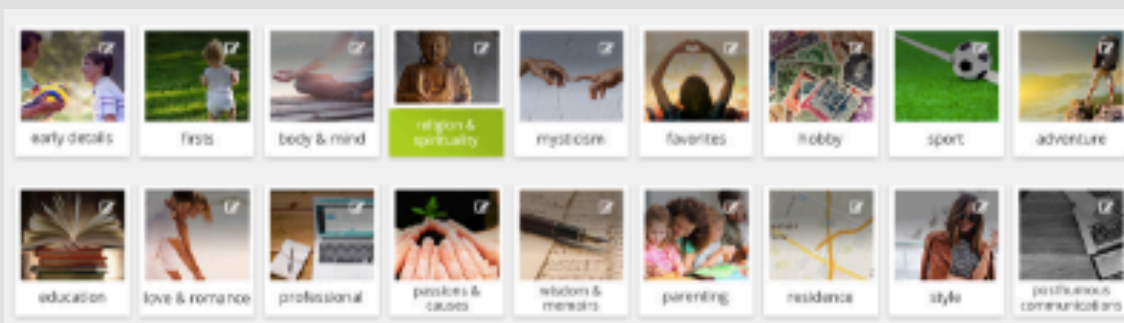 early details
firsts
body & mind
religion &
spirituality
mysticism
favorites
hobby
sport
adventure
education
love & romance
professional
passions &
causes
wisdom &
memoirs
parenting
residence
style
posthumous
communications